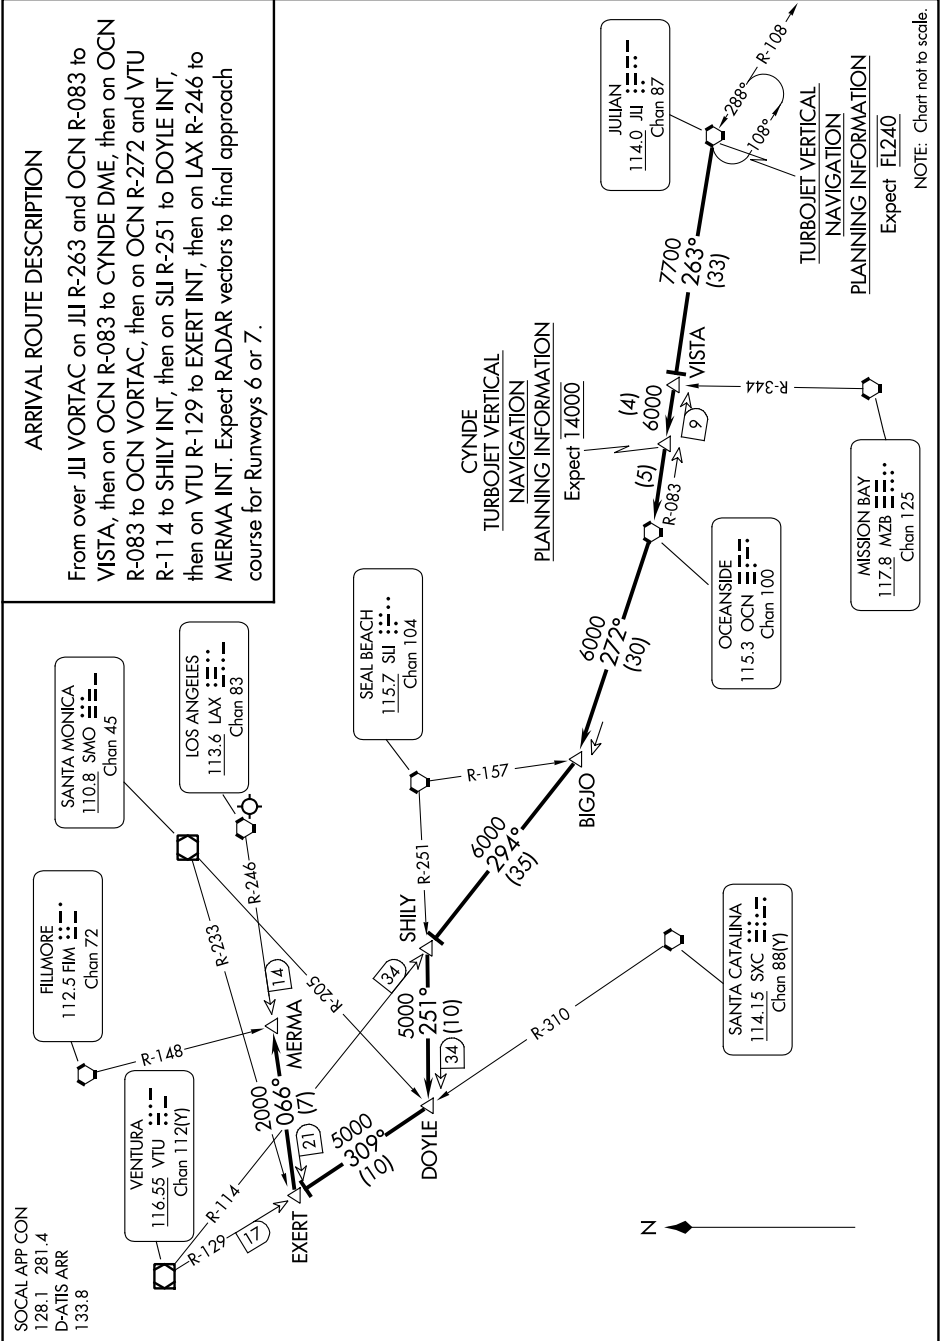 SOCAL APP CON
128.1 281.4
D-ATIS ARR
133.8
ARRIVAL ROUTE DESCRIPTION
From over JLI VORTAC on JLI R-263 and OCN R-083 to
VISTA, then on OCN R-083 to CYNDE DME, then on OCN
R-083 to OCN VORTAC, then on OCN R-272 and VTU
R-114 to SHILY INT, then on SLI R-251 to DOYLE INT,
then on VTU R-129 to EXERT INT, then on LAX R-246 to
MERMA INT. Expect RADAR vectors to final approach
course for Runways 6 or 7.
FILLMORE
112.5 FIM
Chan 72
SANTA MONICA
110.8 SMO
Chan 45
VENTURA
116.55 VTU
Chan 112(Y)
LOS ANGELES
113.6 LAX
Chan 83
SEAL BEACH
115.7 SLI
Chan 104
JULIAN
114.0 JLI
Chan 87
OCEANSIDE
115.3 OCN
Chan 100
MISSION BAY
117.8 MZB
Chan 125
SANTA CATALINA
114.15 SXC
Chan 88(Y)
R-148
R-233
R-246
14
R-205
R-114
R-129
17
34
21
34
R-251
R-157
R-310
R-083
9
R-344
R-108
288°
108°
EXERT
2000
066°
(7)
MERMA
5000
309°
(10)
DOYLE
5000
251°
(10)
SHILY
6000
294°
(35)
BIGJO
6000
272°
(30)
(5)
(4)
6000
VISTA
7700
263°
(33)
CYNDE
TURBOJET VERTICAL
NAVIGATION
PLANNING INFORMATION
Expect 14000
TURBOJET VERTICAL
NAVIGATION
PLANNING INFORMATION
Expect FL240
N
NOTE: Chart not to scale.